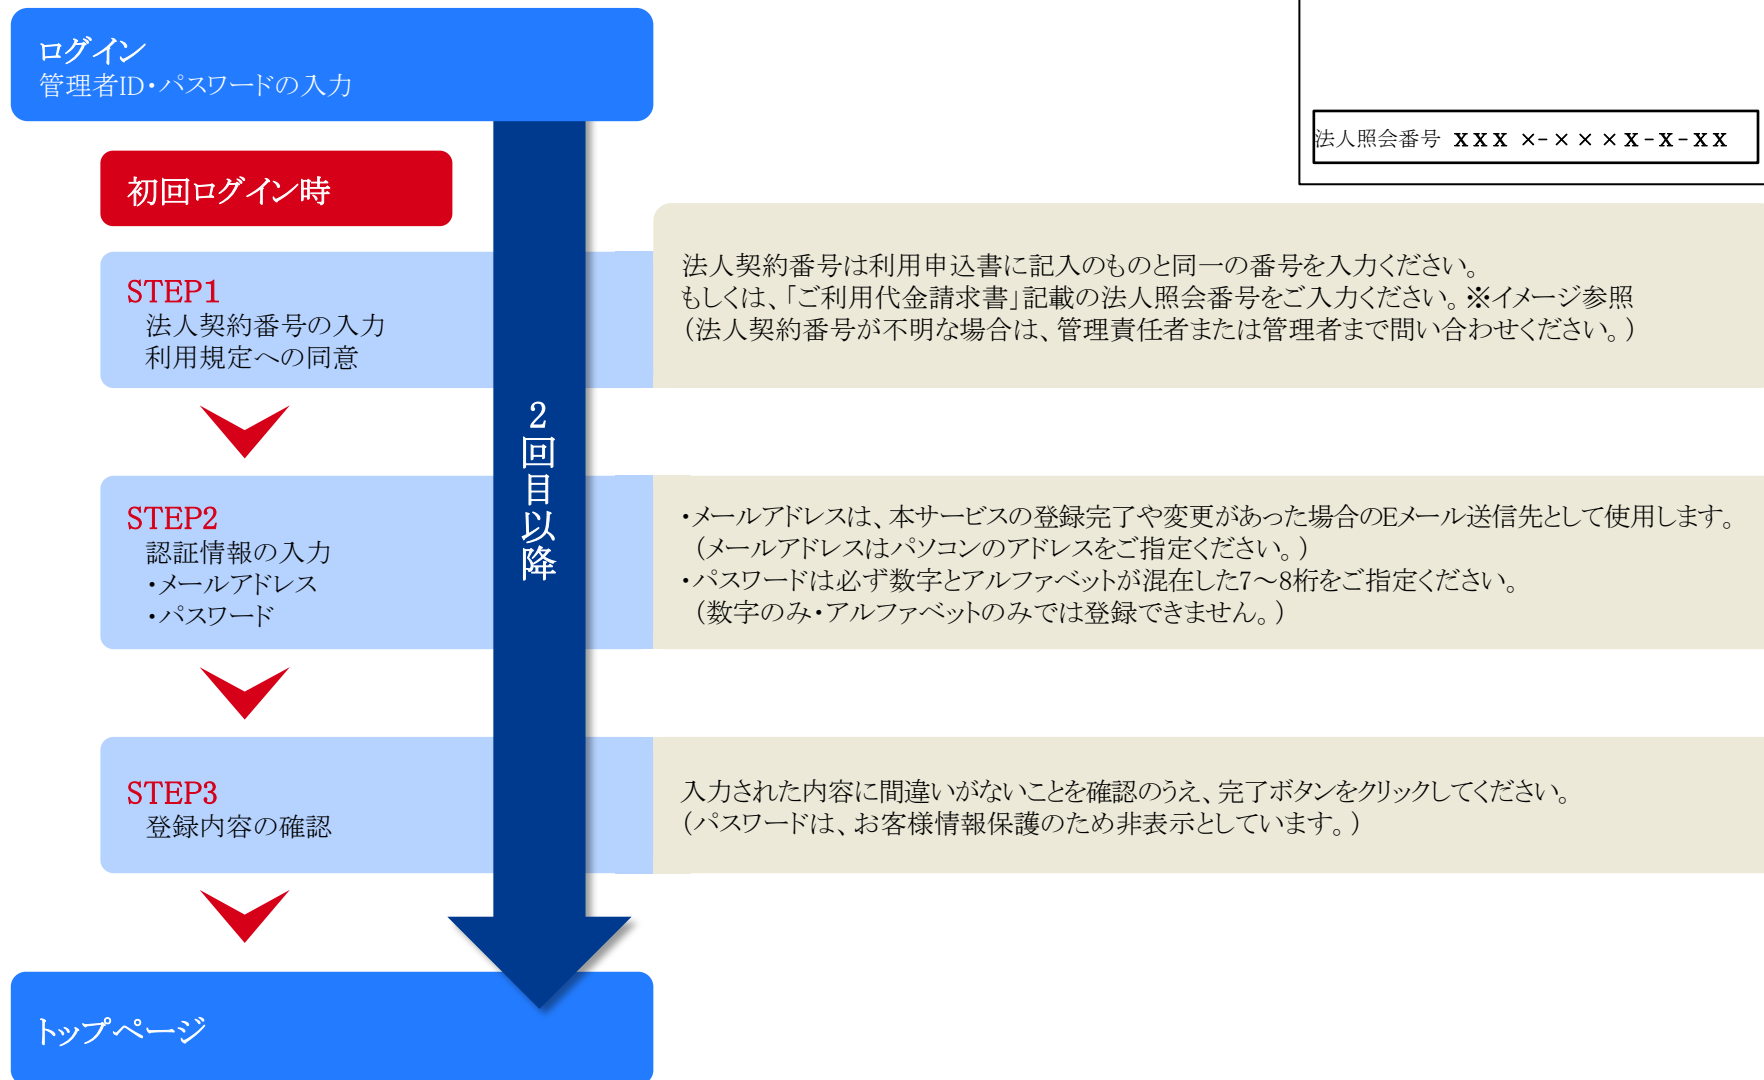 ログイン
管理者ID・パスワードの入力
法人照会番号 xxx ×-×××x-x-xx
初回ログイン時
STEP1
法人契約番号の入力
利用規定への同意
法人契約番号は利用申込書に記入のものと同一の番号を入力ください。
もしくは、「ご利用代金請求書」記載の法人照会番号をご入力ください。※イメージ参照
（法人契約番号が不明な場合は、管理責任者または管理者まで問い合わせください。）
2回目以降
STEP2
認証情報の入力
・メールアドレス
・パスワード
・メールアドレスは、本サービスの登録完了や変更があった場合のEメール送信先として使用します。
（メールアドレスはパソコンのアドレスをご指定ください。）
・パスワードは必ず数字とアルファベットが混在した7～8桁をご指定ください。
（数字のみ・アルファベットのみでは登録できません。）
STEP3
登録内容の確認
入力された内容に間違いがないことを確認のうえ、完了ボタンをクリックしてください。
（パスワードは、お客様情報保護のため非表示としています。）
トップページ